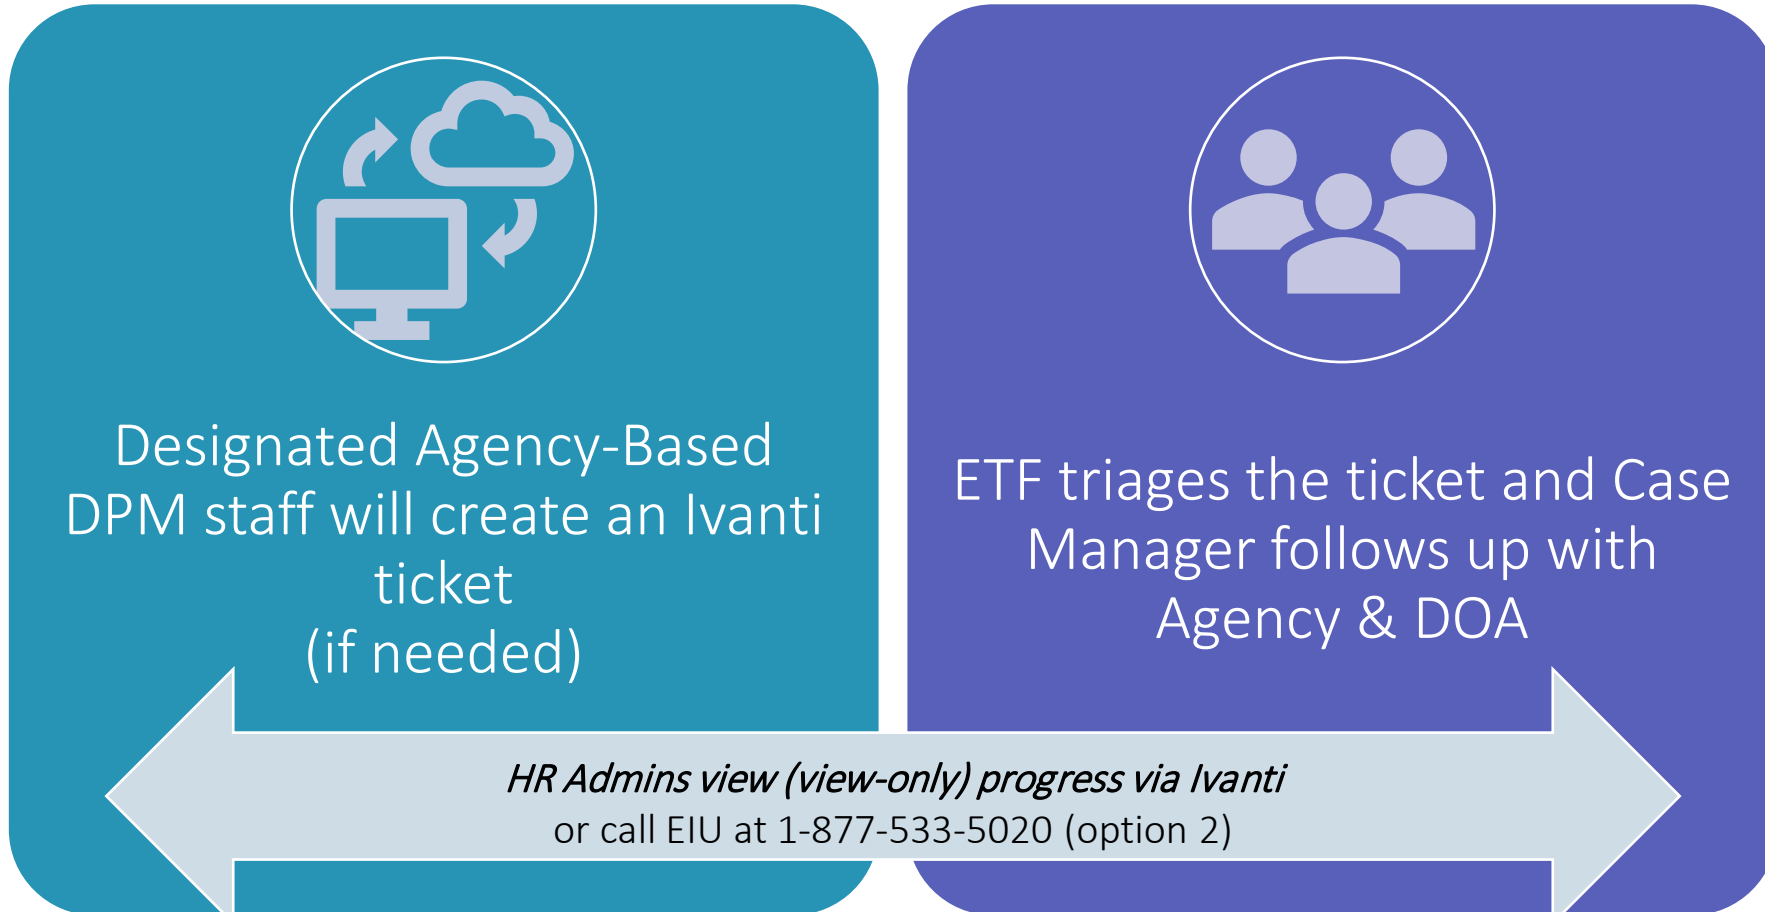 Designated Agency-Based
DPM staff will create an Ivanti
ticket
(if needed)
ETF triages the ticket and Case
Manager follows up with
Agency & DOA
HR Admins view (view-only) progress via Ivanti
or call EIU at 1-877-533-5020 (option 2)